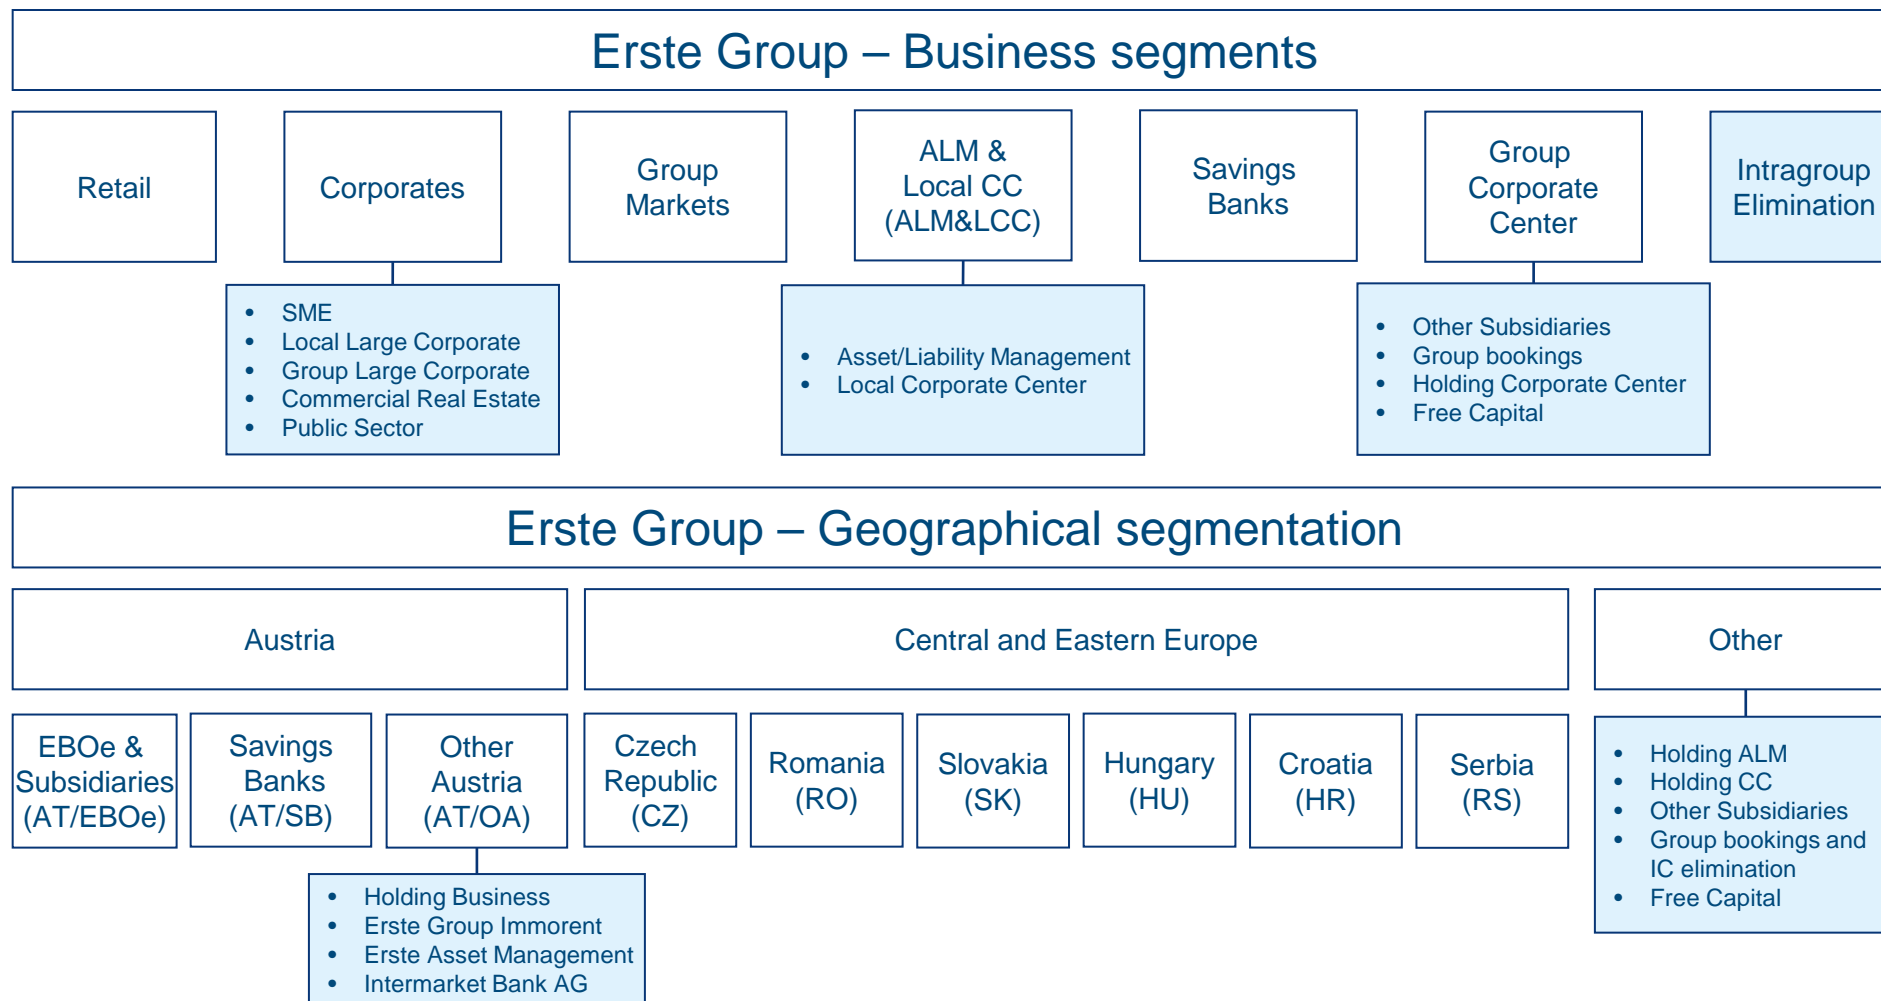 Erste Group – Business segments
Retail
Corporates
Group
Markets
ALM &
Local CC
(ALM&LCC)
Savings
Banks
Group
Corporate
Center
Intragroup
Elimination
• SME
• Local Large Corporate
• Group Large Corporate
• Commercial Real Estate
• Public Sector
• Asset/Liability Management
• Local Corporate Center
• Other Subsidiaries
• Group bookings
• Holding Corporate Center
• Free Capital
Erste Group – Geographical segmentation
Austria
Central and Eastern Europe
Other
EBOe &
Subsidiaries
(AT/EBOe)
Savings
Banks
(AT/SB)
Other
Austria
(AT/OA)
Czech
Republic
(CZ)
Romania
(RO)
Slovakia
(SK)
Hungary
(HU)
Croatia
(HR)
Serbia
(RS)
• Holding ALM
• Holding CC
• Other Subsidiaries
• Group bookings and
IC elimination
• Free Capital
• Holding Business
• Erste Group Immorent
• Erste Asset Management
• Intermarket Bank AG